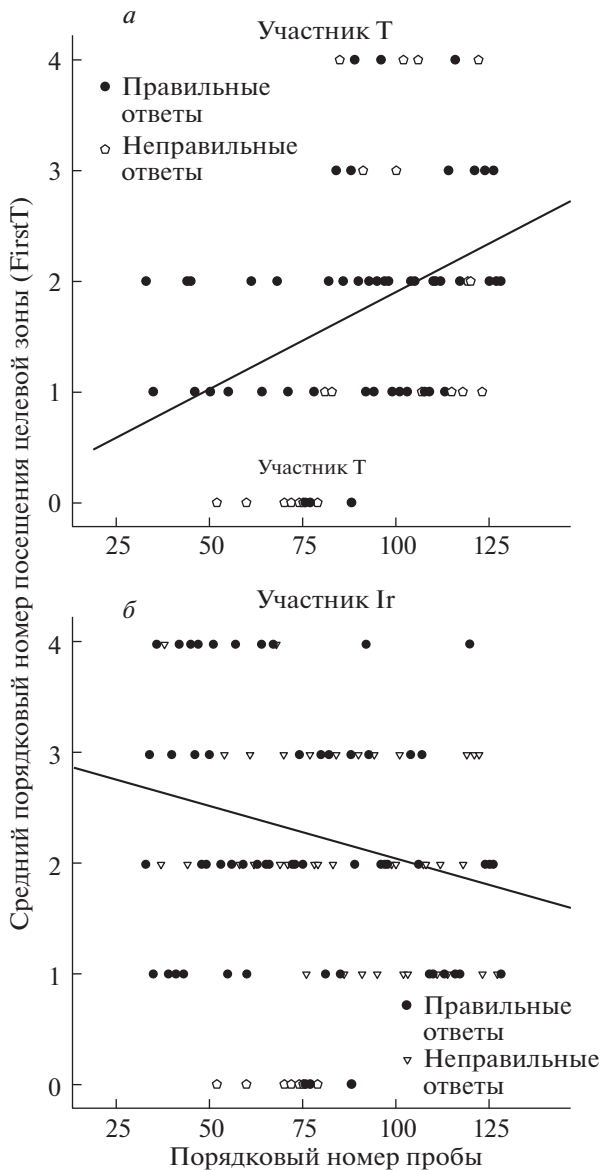 а
Участник T
4
Правильные
ответы
Неправильные
ответы
3
2
1
Участник T
0
25 50 75 100 125
б
Участник Ir
4
3
2
1
Правильные
ответы
Неправильные
ответы
0
25 50 75 100 125
Порядковый номер пробы
Средний порядковый номер посещения целевой зоны (FirstT)